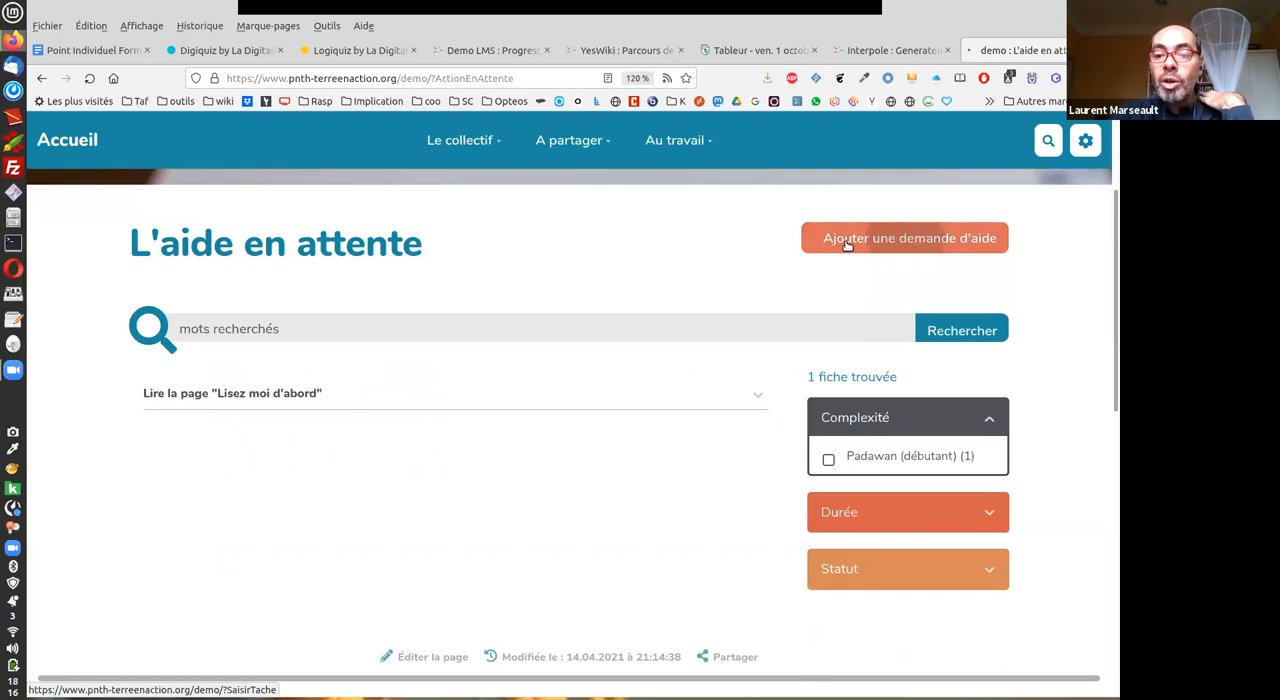 Fichier Édition Affichage Historique Marque-pages Outils Aide
Point Individuel Form Digiquiz by La Digita Logiquiz by La Digital Demo LMS : Progres YesWiki : Parcours de Tableur - ven. 1 octob Interpole : Generateu demo : L'aide en att
https://www.pnth-terreenaction.org/demo/?ActionEnAttente 120 %
Les plus visités Taf outils wiki Rasp Implication coo SC Opteos K Autres mar
Laurent Marseault
Accueil Le collectif A partager Au travail
L'aide en attente
Ajouter une demande d'aide
mots recherchés
Rechercher
1 fiche trouvée
Lire la page "Lisez moi d'abord"
Complexité
Padawan (débutant) (1)
Durée
Statut
Éditer la page Modifiée le : 14.04.2021 à 21:14:38 Partager
3
18
16
https://www.pnth-terreenaction.org/demo/?SaisirTache